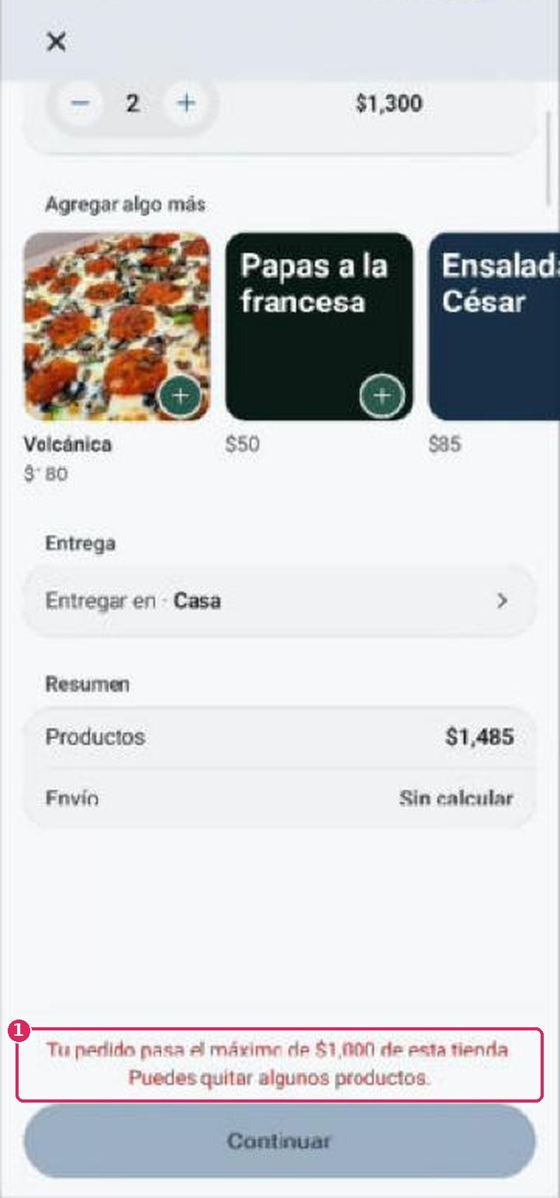 2
$1,300
Agregar algo más
Papas a la
francesa
Ensalada
César
Volcánica
$50
$85
Entrega
Entregar en · Casa
Resumen
Productos
$1,485
Envío
Sin calcular
1
Tu pedido pasa el máximo de $1,000 de esta tienda
Puedes quitar algunos productos.
Continuar